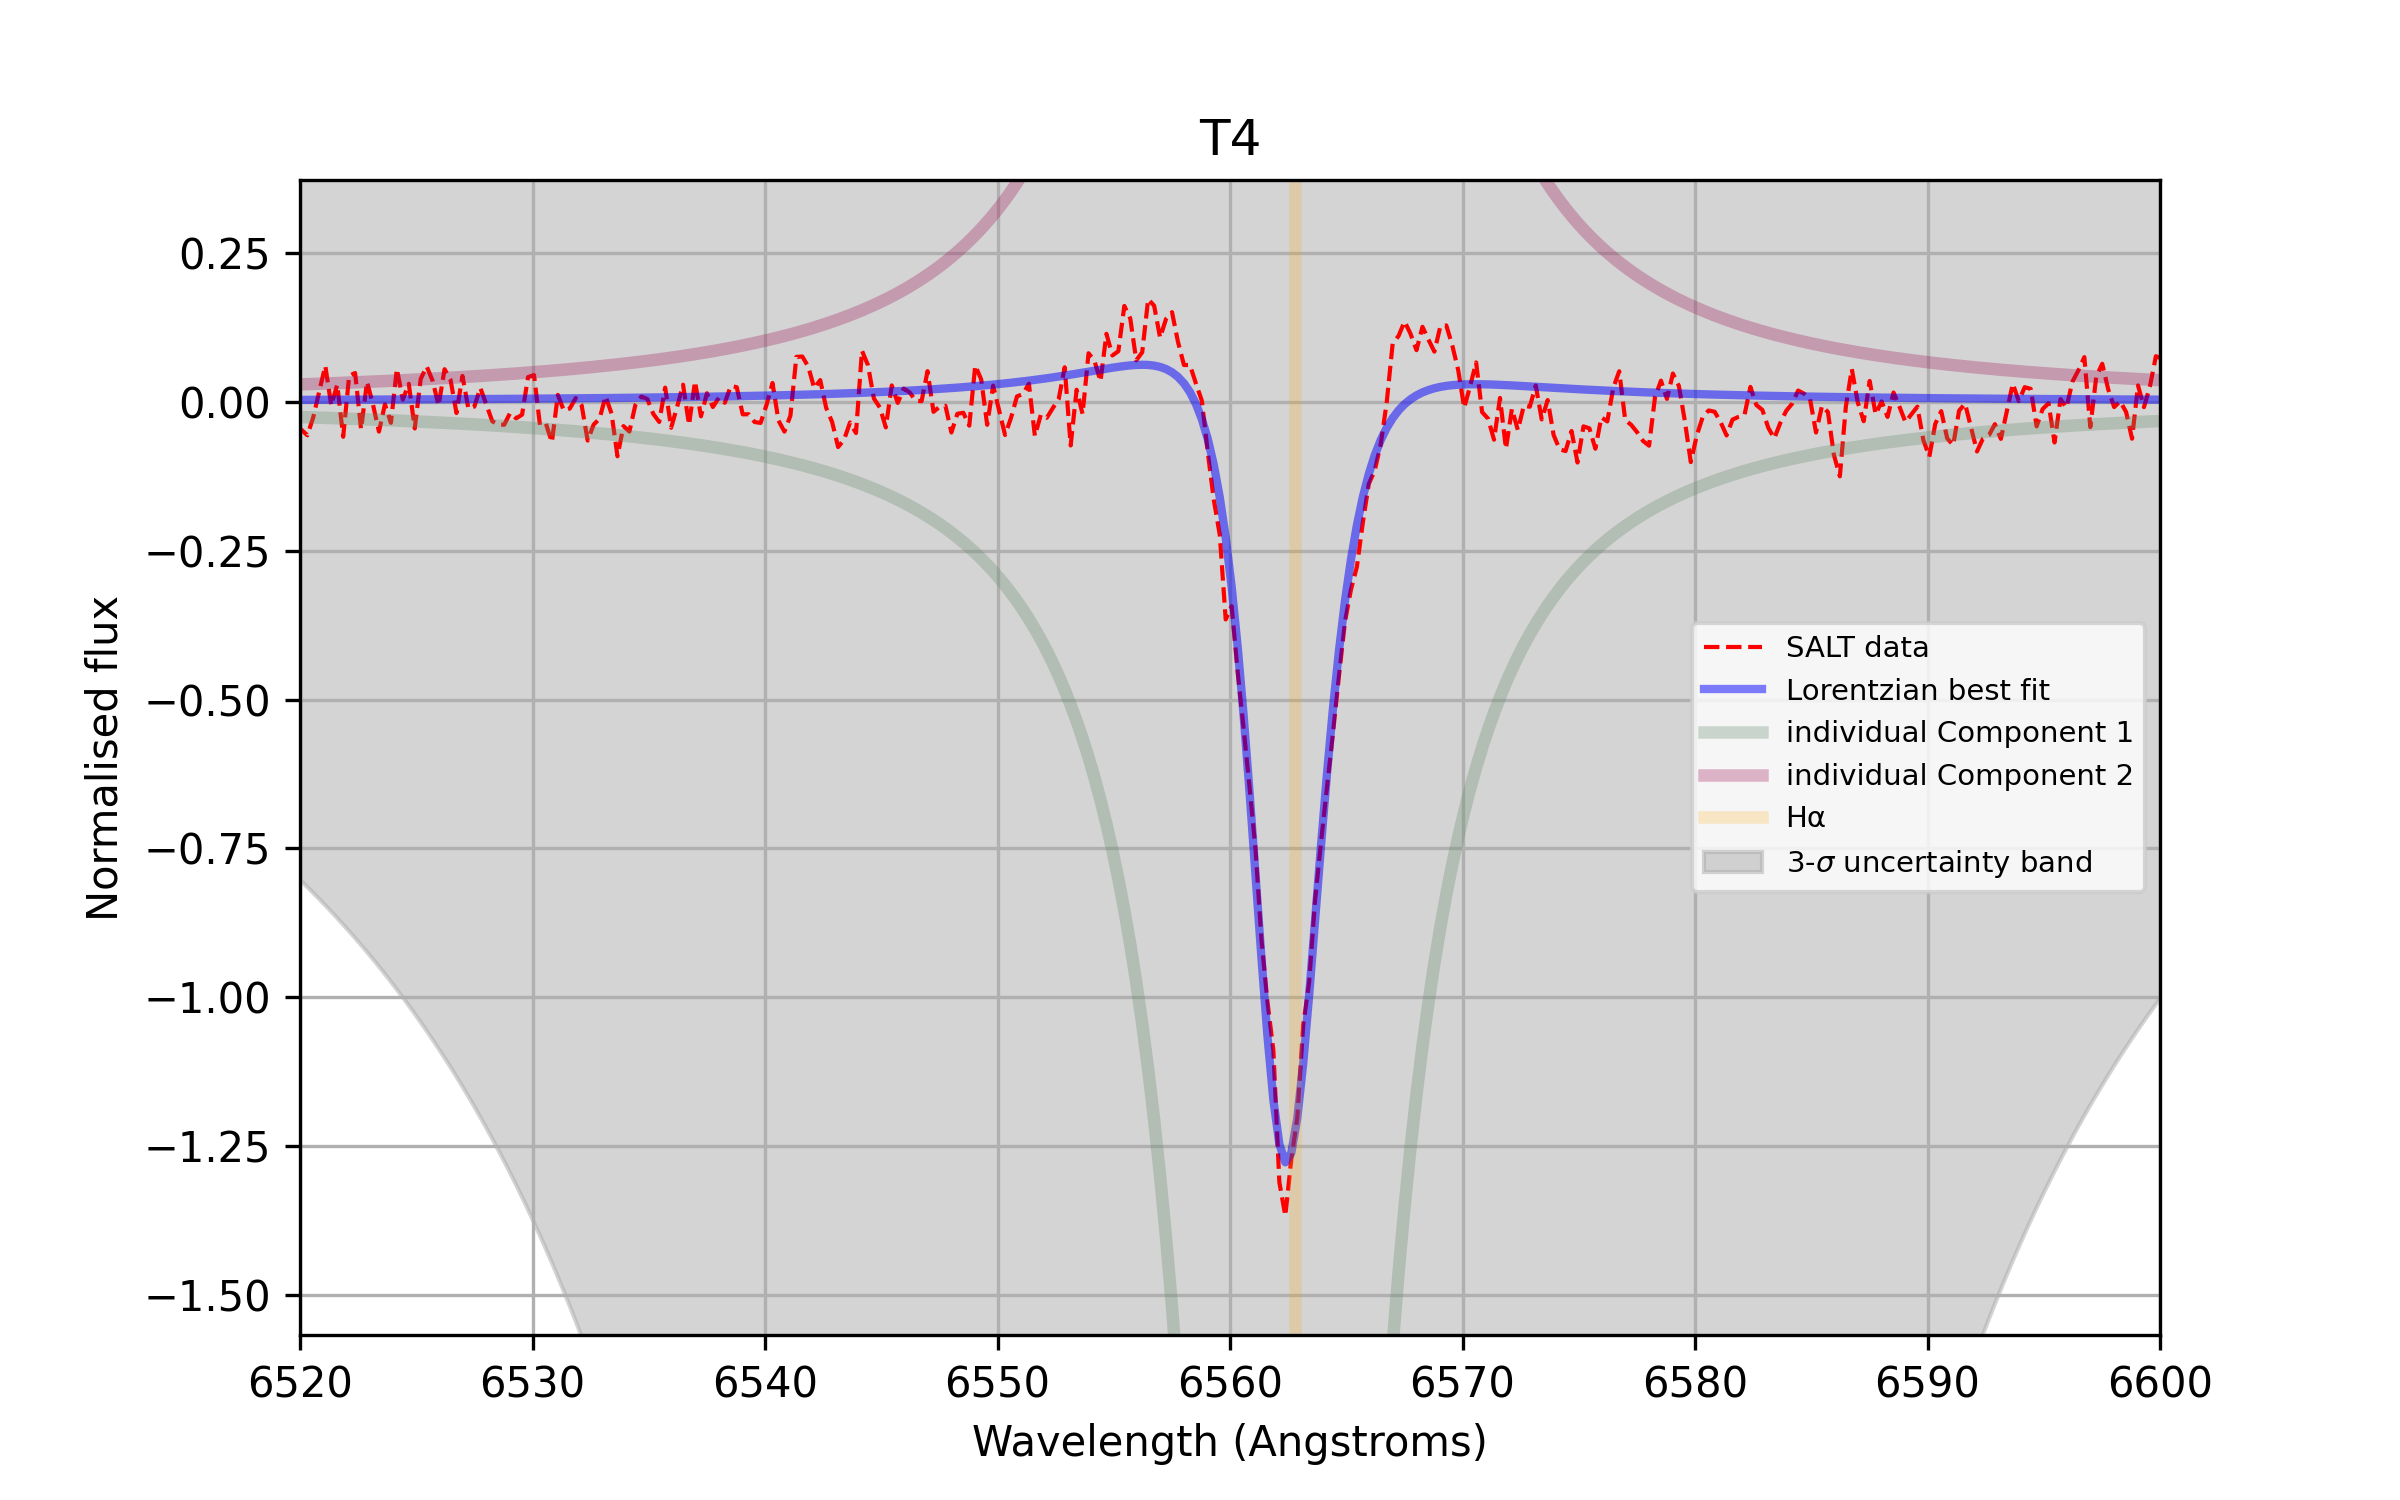 T4
0.25
0.00
−0.25
−0.50
−0.75
−1.00
−1.25
−1.50
Normalised flux
SALT data
Lorentzian best fit
individual Component 1
individual Component 2
Hα
3-σ uncertainty band
6520 6530 6540 6550 6560 6570 6580 6590 6600
Wavelength (Angstroms)